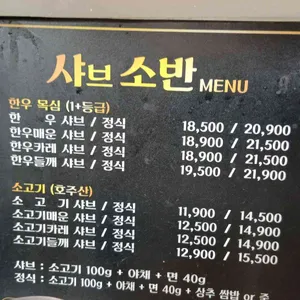 샤브 소반 MENU
한우 목심 (1+등급)
한 우 샤브 / 정식 18,500 / 20,900
한우매운 샤브 / 정식 18,900 / 21,500
한우카레 샤브 / 정식 18,900 / 21,500
한우들깨 샤브 / 정식 19,500 / 21,900
소고기 (호주산)
소 고 기 샤브 / 정식 11,900 / 14,500
소고기매운 샤브 / 정식 12,500 / 14,900
소고기카레 샤브 / 정식 12,500 / 14,900
소고기들깨 샤브 / 정식 12,900 / 15,500
샤브 : 소고기 100g + 야채 + 면 40g
정식 : 소고기 100g + 야채 + 면 40g + 상추 쌈밥 or 죽